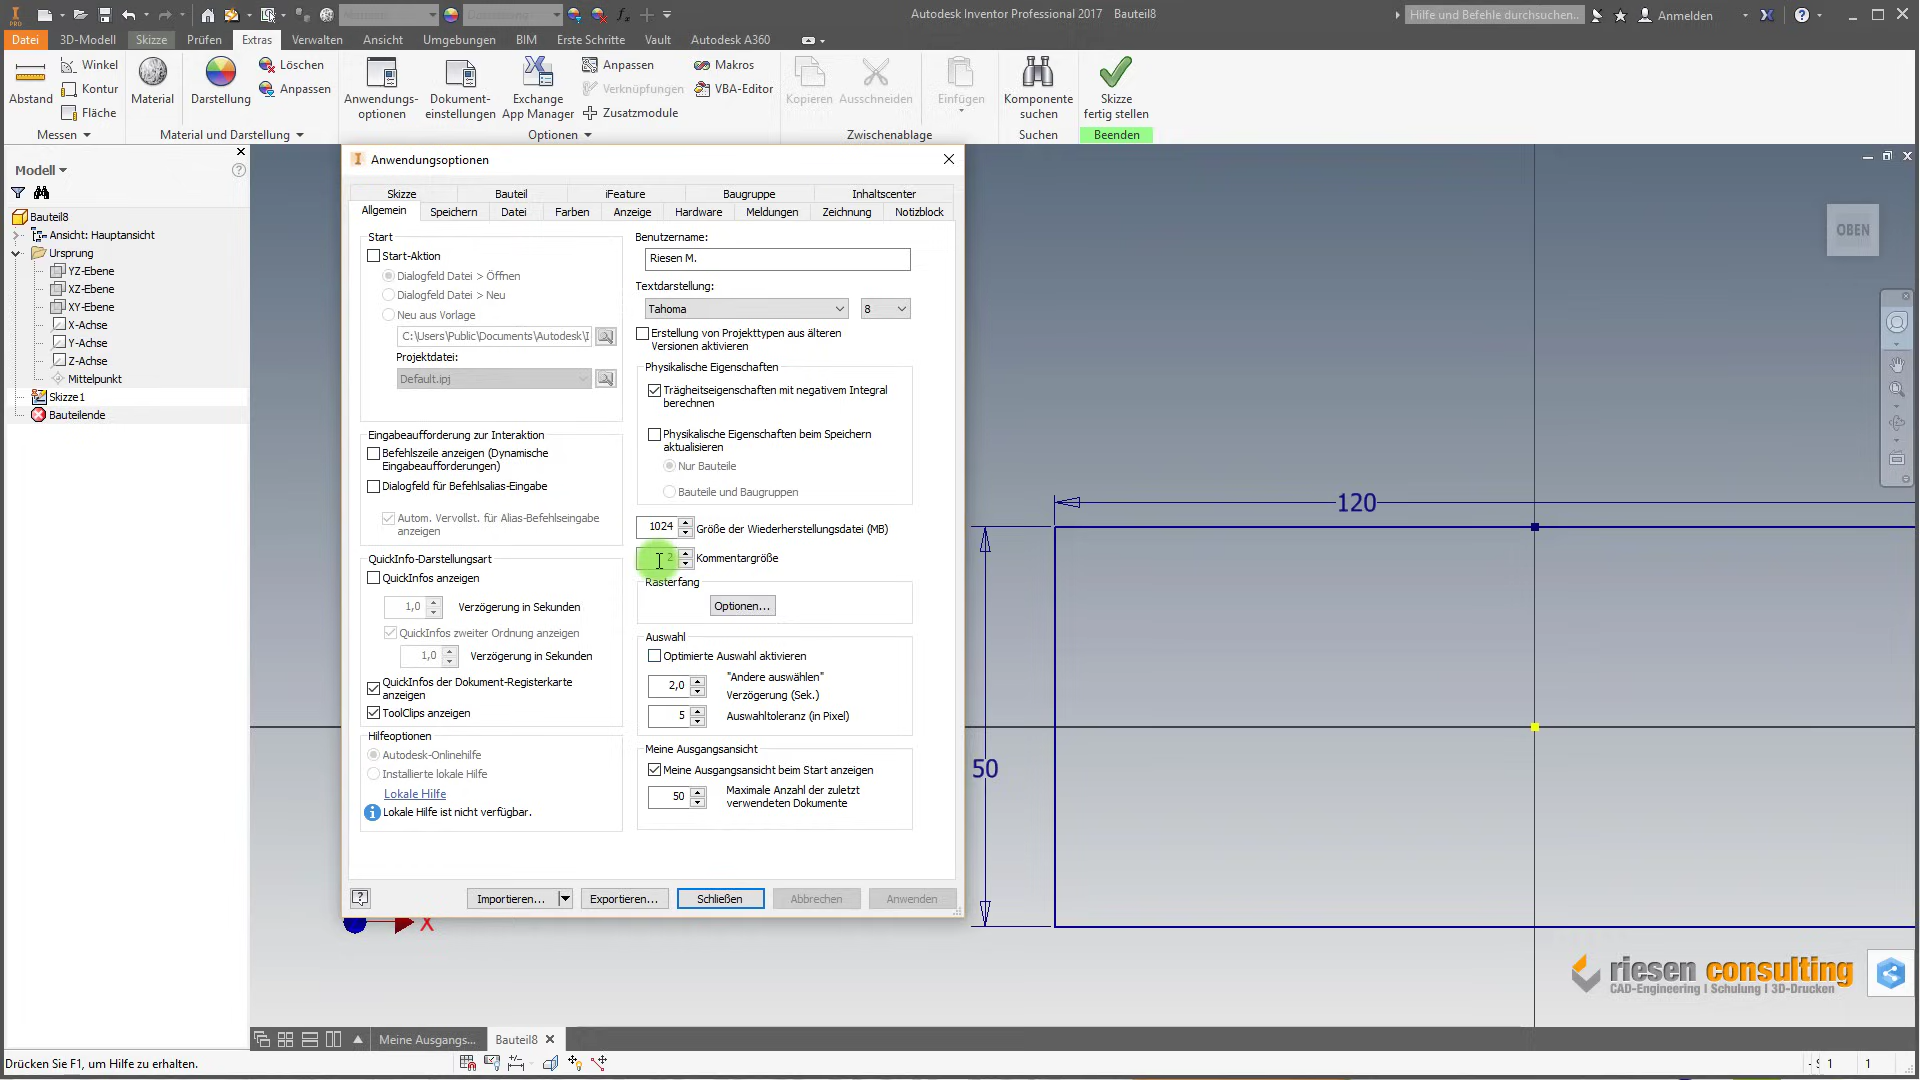 Autodesk Inventor Professional 2017 Bauteil8
Hilfe und Befehle durchsuchen...
Anmelden
Datei
3D-Modell
Skizze
Prüfen
Extras
Verwalten
Ansicht
Umgebungen
BIM
Erste Schritte
Vault
Autodesk A360
Abstand
Winkel
Kontur
Fläche
Messen
Material
Darstellung
Löschen
Anpassen
Material und Darstellung
Anwendungs-
optionen
Dokument-
einstellungen
Exchange
App Manager
Anpassen
Verknüpfungen
Zusatzmodule
Makros
VBA-Editor
Optionen
Kopieren
Ausschneiden
Einfügen
Zwischenablage
Komponente
suchen
Suchen
Skizze
fertig stellen
Beenden
Modell
Bauteil8
Ansicht: Hauptansicht
Ursprung
YZ-Ebene
XZ-Ebene
XY-Ebene
X-Achse
Y-Achse
Z-Achse
Mittelpunkt
Skizze1
Bauteilende
Anwendungsoptionen
Skizze
Bauteil
iFeature
Baugruppe
Inhaltscenter
Allgemein
Speichern
Datei
Farben
Anzeige
Hardware
Meldungen
Zeichnung
Notizblock
Start
Start-Aktion
Dialogfeld Datei > Öffnen
Dialogfeld Datei > Neu
Neu aus Vorlage
C:\Users\Public\Documents\Autodesk\I
Projektdatei:
Default.ipj
Eingabeaufforderung zur Interaktion
Befehlszeile anzeigen (Dynamische
Eingabeaufforderungen)
Dialogfeld für Befehlsalias-Eingabe
Autom. Vervollst. für Alias-Befehlseingabe
anzeigen
QuickInfo-Darstellungsart
QuickInfos anzeigen
1,0 Verzögerung in Sekunden
QuickInfos zweiter Ordnung anzeigen
1,0 Verzögerung in Sekunden
QuickInfos der Dokument-Registerkarte
anzeigen
ToolClips anzeigen
Hilfeoptionen
Autodesk-Onlinehilfe
Installierte lokale Hilfe
Lokale Hilfe
Lokale Hilfe ist nicht verfügbar.
Benutzername:
Riesen M.
Textdarstellung:
Tahoma 8
Erstellung von Projekttypen aus älteren
Versionen aktivieren
Physikalische Eigenschaften
Trägheitseigenschaften mit negativem Integral
berechnen
Physikalische Eigenschaften beim Speichern
aktualisieren
Nur Bauteile
Bauteile und Baugruppen
1024 Größe der Wiederherstellungsdatei (MB)
2 Kommentargröße
Rasterfang
Optionen...
Auswahl
Optimierte Auswahl aktivieren
2,0 "Andere auswählen"
Verzögerung (Sek.)
5 Auswahltoleranz (in Pixel)
Meine Ausgangsansicht
Meine Ausgangsansicht beim Start anzeigen
50 Maximale Anzahl der zuletzt
verwendeten Dokumente
Importieren...
Exportieren...
Schließen
Abbrechen
Anwenden
OBEN
120
50
X
riesen consulting
CAD-Engineering I Schulung I 3D-Drucken
Meine Ausgangs...
Bauteil8
Drücken Sie F1, um Hilfe zu erhalten.
1 1